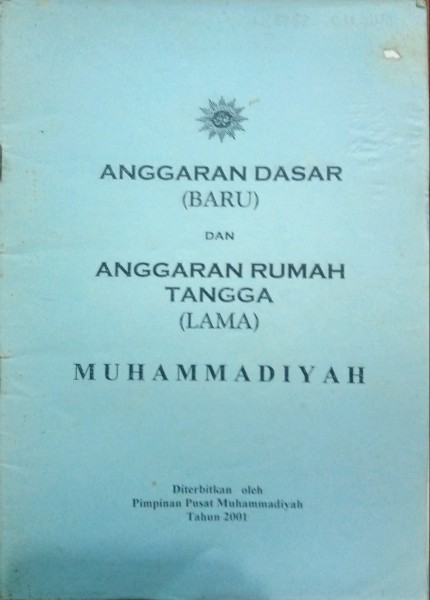 ANGGARAN DASAR
(BARU)
DAN
ANGGARAN RUMAH
TANGGA
(LAMA)
MUHAMMADIYAH
Diterbitkan oleh
Pimpinan Pusat Muhammadiyah
Tahun 2001